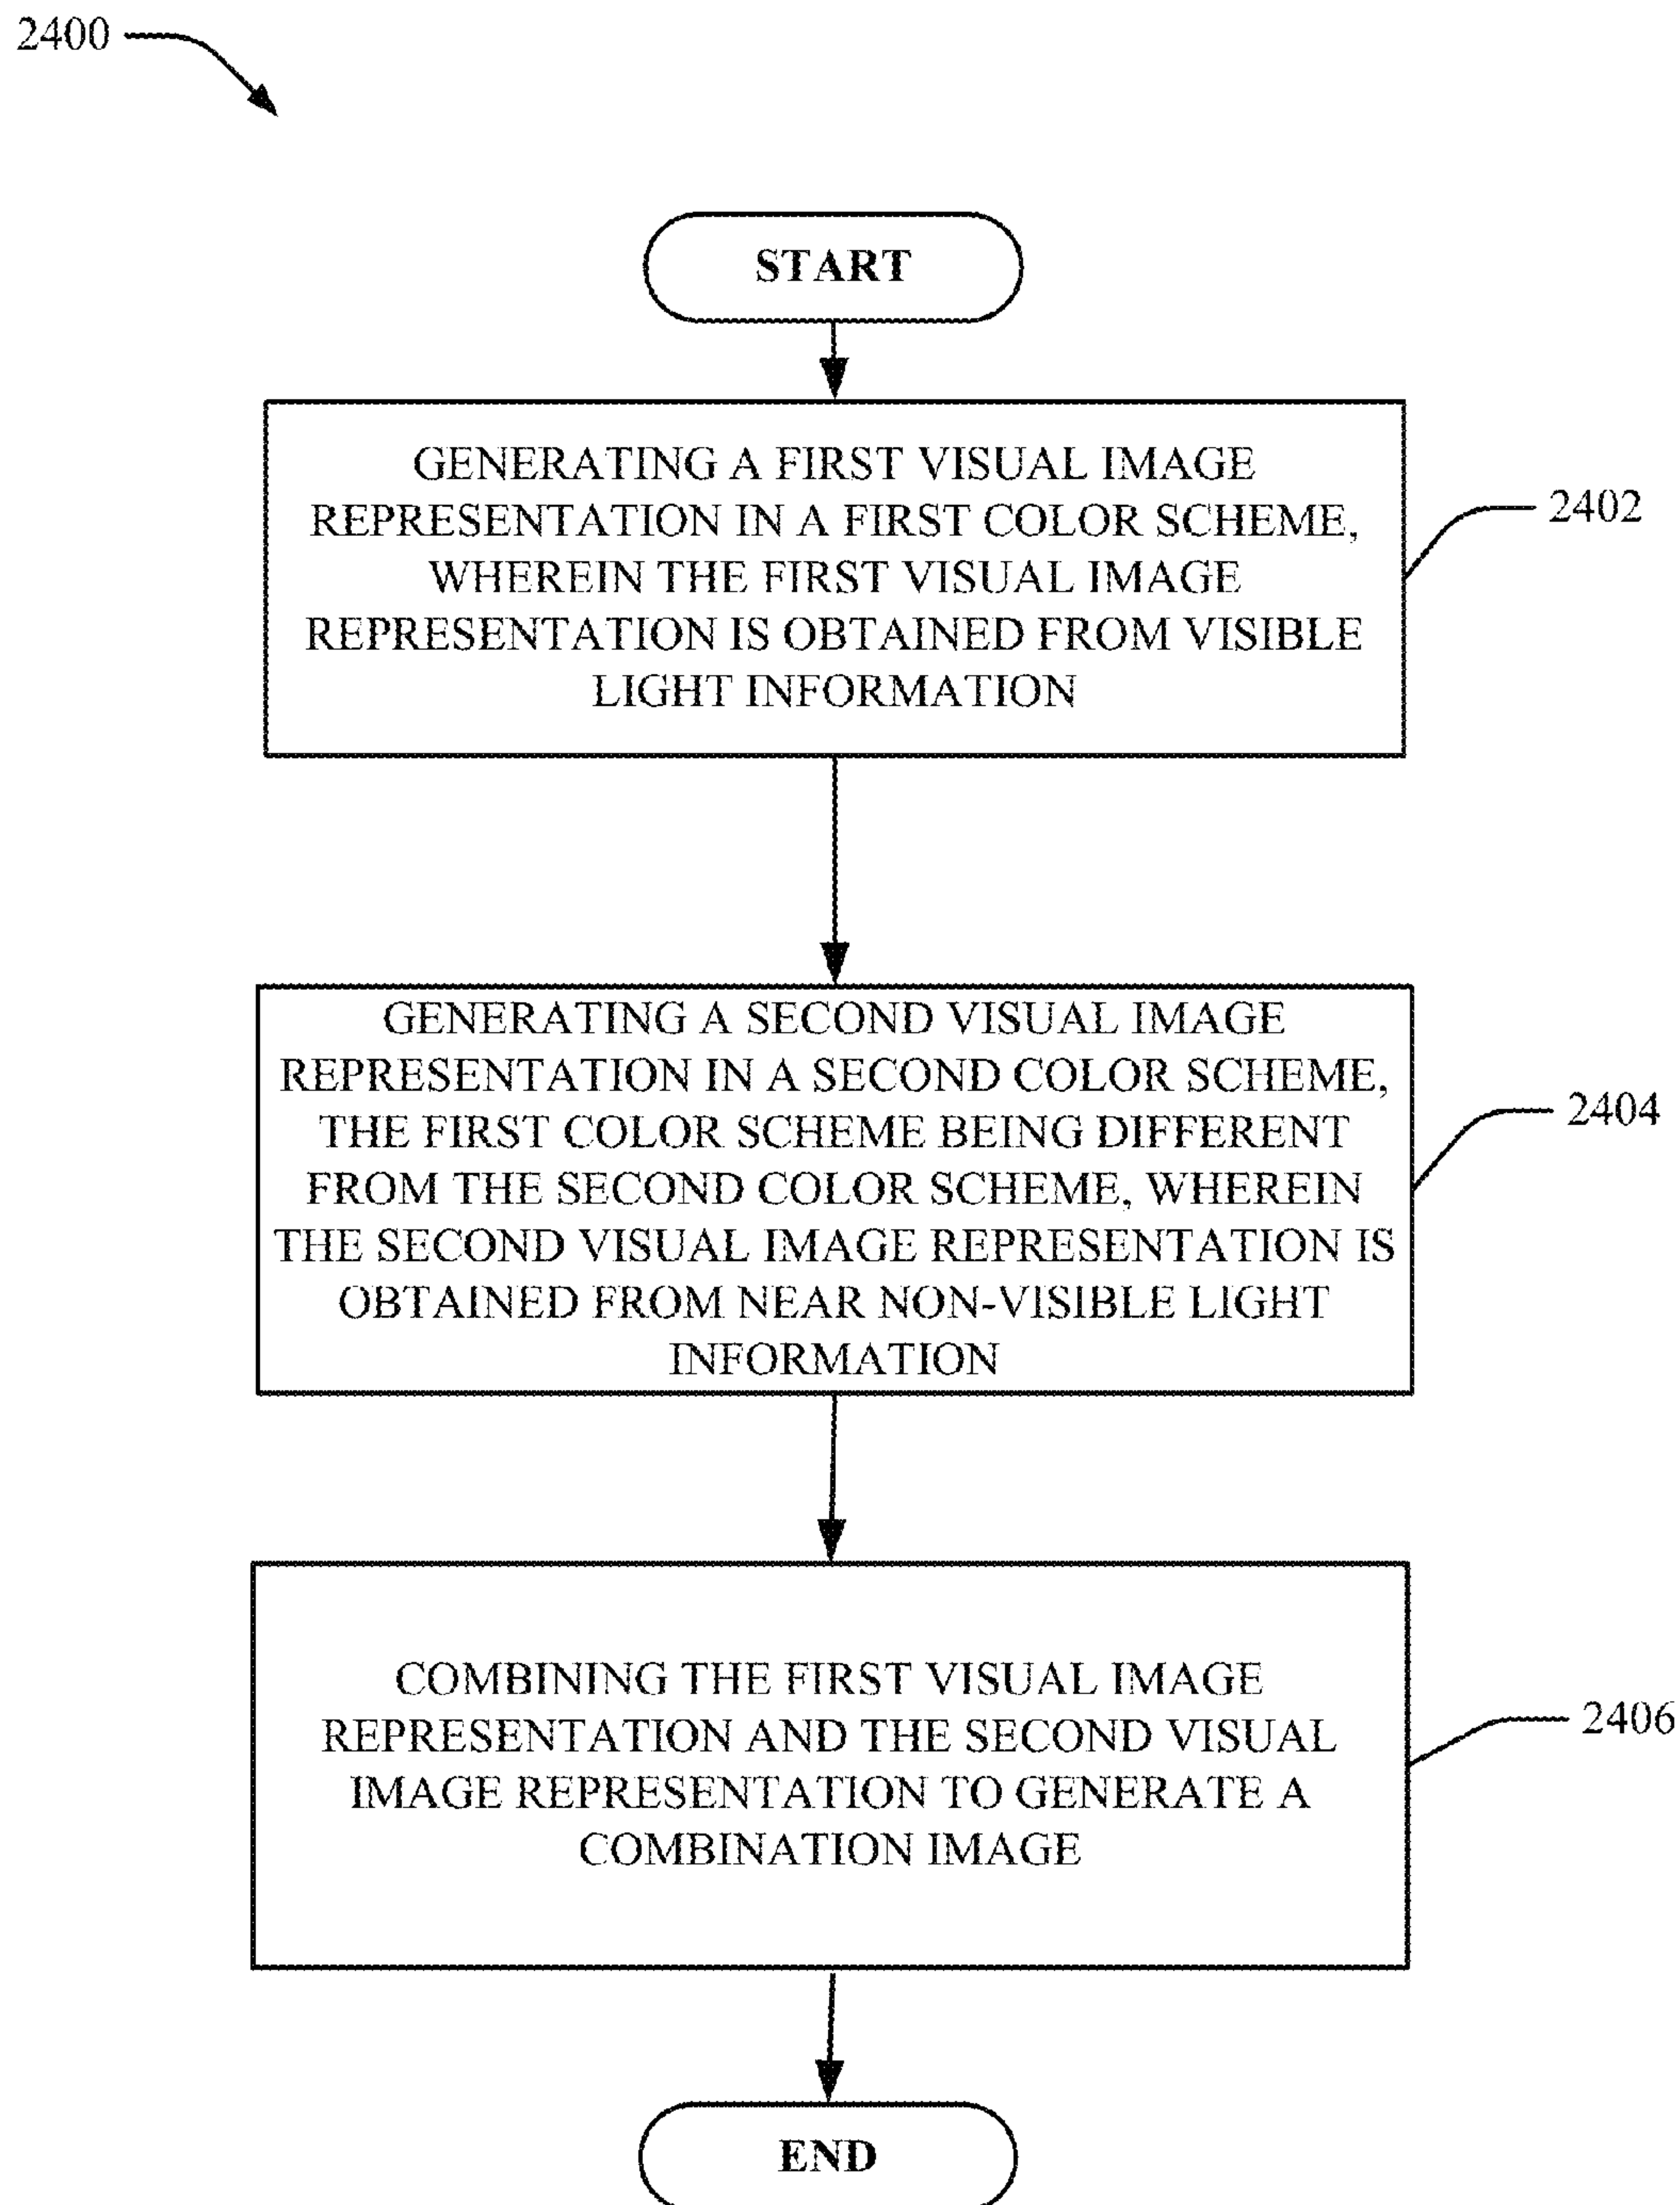 2400
START
GENERATING A FIRST VISUAL IMAGE
REPRESENTATION IN A FIRST COLOR SCHEME,
WHEREIN THE FIRST VISUAL IMAGE
REPRESENTATION IS OBTAINED FROM VISIBLE
LIGHT INFORMATION
2402
GENERATING A SECOND VISUAL IMAGE
REPRESENTATION IN A SECOND COLOR SCHEME,
THE FIRST COLOR SCHEME BEING DIFFERENT
FROM THE SECOND COLOR SCHEME, WHEREIN
THE SECOND VISUAL IMAGE REPRESENTATION IS
OBTAINED FROM NEAR NON-VISIBLE LIGHT
INFORMATION
2404
COMBINING THE FIRST VISUAL IMAGE
REPRESENTATION AND THE SECOND VISUAL
IMAGE REPRESENTATION TO GENERATE A
COMBINATION IMAGE
2406
END